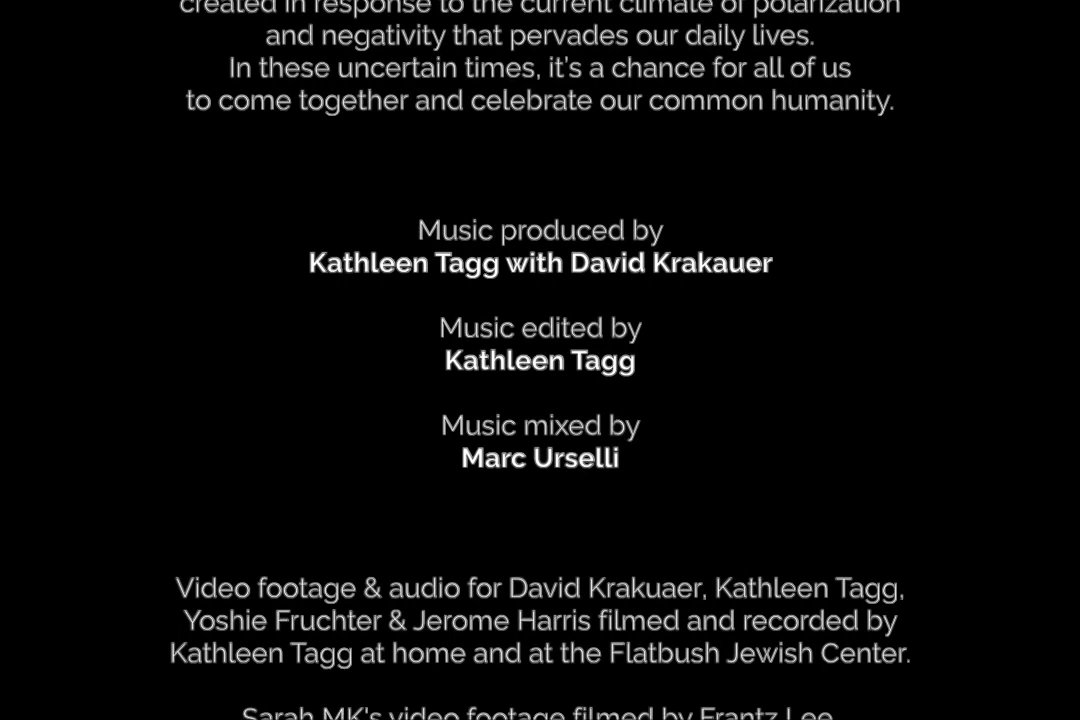 created in response to the current climate of polarization
and negativity that pervades our daily lives.
In these uncertain times, it's a chance for all of us
to come together and celebrate our common humanity.
Music produced by
Kathleen Tagg with David Krakauer
Music edited by
Kathleen Tagg
Music mixed by
Marc Urselli
Video footage & audio for David Krakuaer, Kathleen Tagg,
Yoshie Fruchter & Jerome Harris filmed and recorded by
Kathleen Tagg at home and at the Flatbush Jewish Center.
Sarah MK's video footage filmed by Frantz Lee